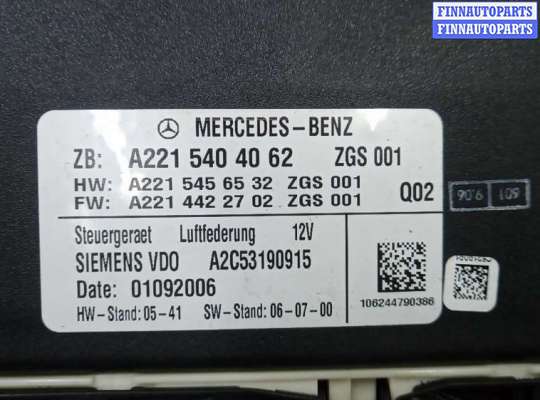 FINNAUTOPARTS
FINNAUTOPARTS
MERCEDES-BENZ
ZB: A221 540 40 62 ZGS 001
HW: A221 545 65 32 ZGS 001
FW: A221 442 27 02 ZGS 001
Q02
Steuergeraet Luftfederung 12V
SIEMENS VDO A2C53190915
Date: 01092006
HW-Stand: 05-41 SW-Stand: 06-07-00
106244790386